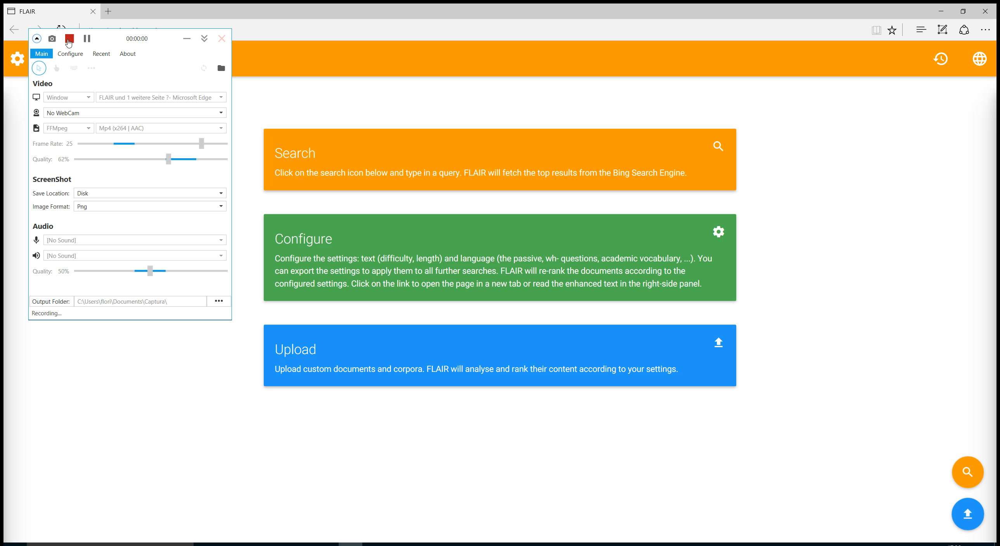 FLAIR
00:00:00
Main Configure Recent About
Video
Window FLAIR und 1 weitere Seite ?- Microsoft Edge
No WebCam
FFMpeg Mp4 (x264 | AAC)
Frame Rate: 25
Quality: 62%
ScreenShot
Save Location: Disk
Image Format: Png
Audio
[No Sound]
[No Sound]
Quality: 50%
Output Folder: C:\Users\flori\Documents\Captura\ •••
Recording...
Search
Click on the search icon below and type in a query. FLAIR will fetch the top results from the Bing Search Engine.
Configure
Configure the settings: text (difficulty, length) and language (the passive, wh- questions, academic vocabulary, ...). You
can export the settings to apply them to all further searches. FLAIR will re-rank the documents according to the
configured settings. Click on the link to open the page in a new tab or read the enhanced text in the right-side panel.
Upload
Upload custom documents and corpora. FLAIR will analyse and rank their content according to your settings.